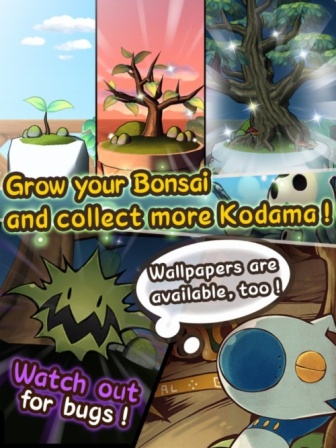 Grow your Bonsai
and collect more Kodama !
Wallpapers are
available, too !
Watch out
for bugs !